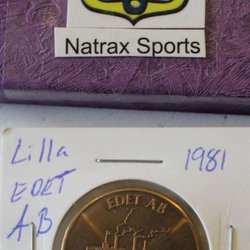 Natrax Sports
Lilla
EDET
AB
1981
EDET AB